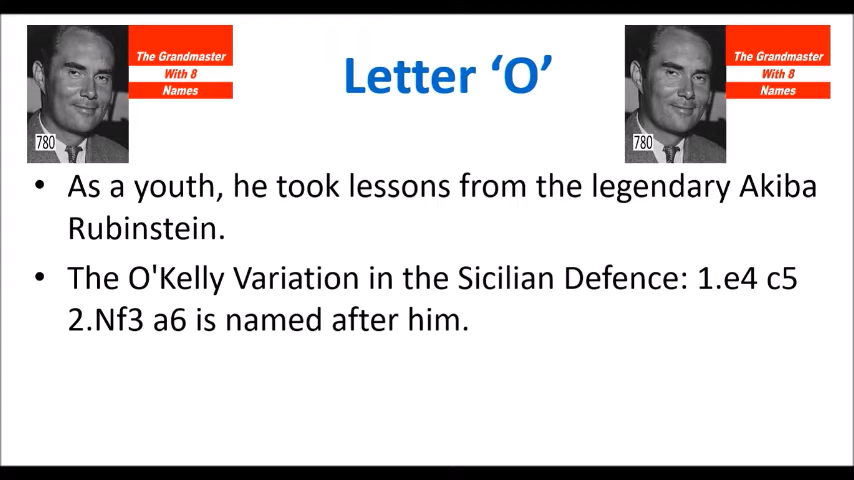 The Grandmaster
With 8
Names
780
Letter ‘O’
The Grandmaster
With 8
Names
780
• As a youth, he took lessons from the legendary Akiba
Rubinstein.
• The O'Kelly Variation in the Sicilian Defence: 1.e4 c5
2.Nf3 a6 is named after him.